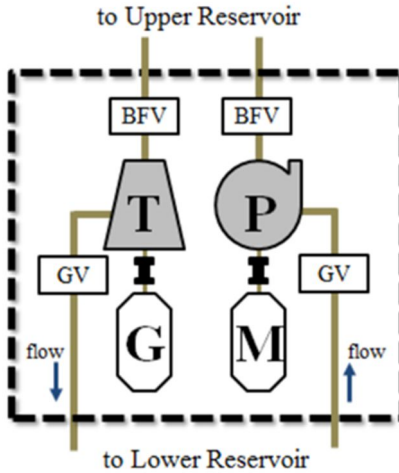 to Upper Reservoir
BFV
BFV
T
P
GV
GV
G
M
flow
flow
to Lower Reservoir